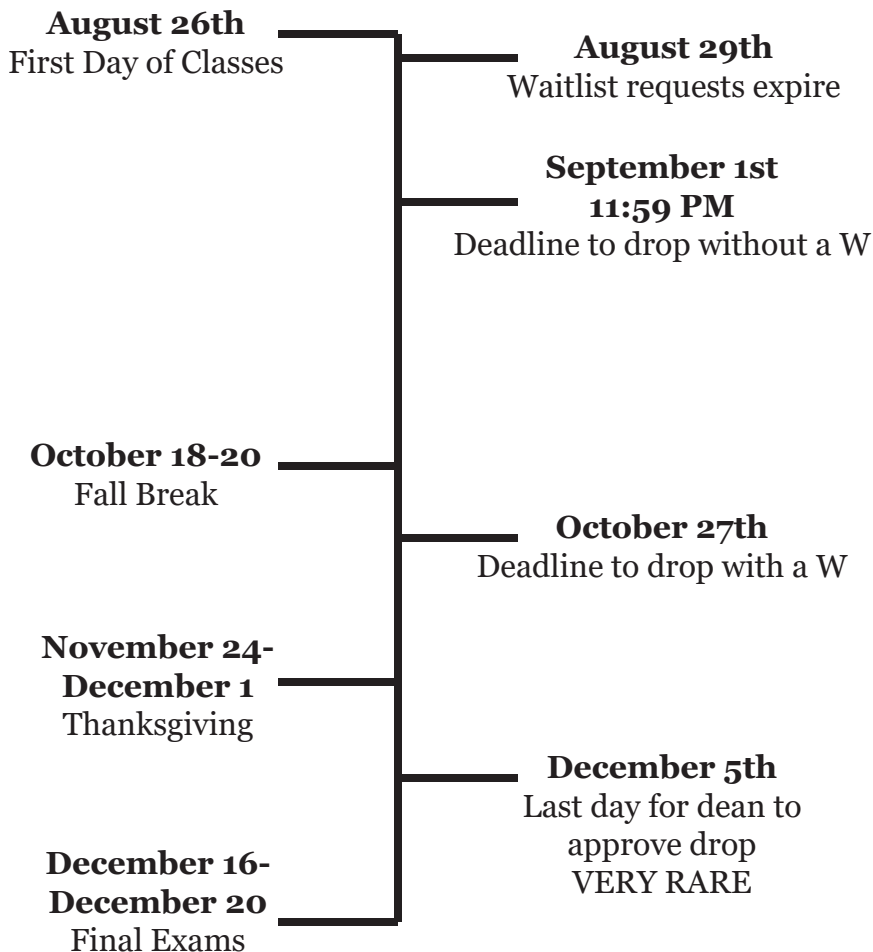 August 26th
First Day of Classes
August 29th
Waitlist requests expire
September 1st
11:59 PM
Deadline to drop without a W
October 18-20
Fall Break
October 27th
Deadline to drop with a W
November 24-
December 1
Thanksgiving
December 5th
Last day for dean to
approve drop
VERY RARE
December 16-
December 20
Final Exams